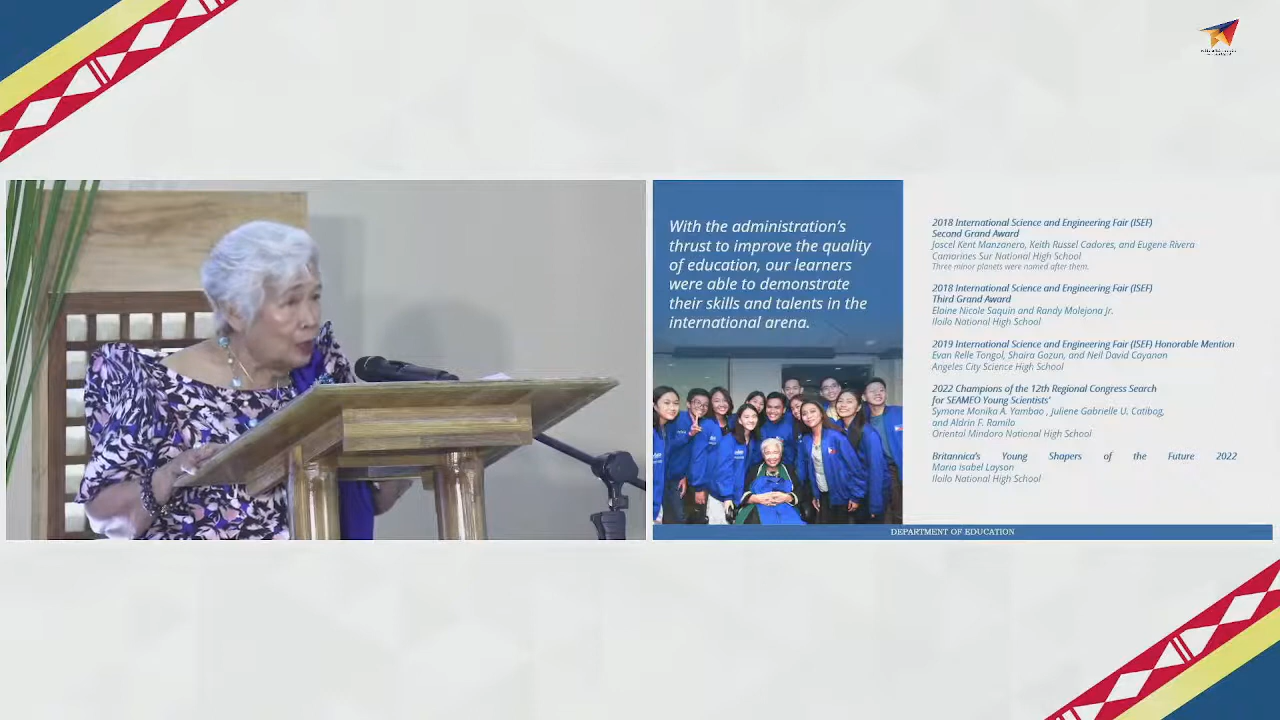 With the administration's
thrust to improve the quality
of education, our learners
were able to demonstrate
their skills and talents in the
international arena.
2018 International Science and Engineering Fair (ISEF)
Second Grand Award
Joscel Kent Manzanero, Keith Russel Cadores, and Eugene Rivera
Camarines Sur National High School
Three minor planets were named after them.
2018 International Science and Engineering Fair (ISEF)
Third Grand Award
Elaine Nicole Saquin and Randy Molejona Jr.
Iloilo National High School
2019 International Science and Engineering Fair (ISEF) Honorable Mention
Evan Relle Tongol, Shaira Gozun, and Neil David Cayanan
Angeles City Science High School
2022 Champions of the 12th Regional Congress Search
for SEAMEO Young Scientists'
Symone Monika A. Yambao , Juliene Gabrielle U. Catibog,
and Aldrin F. Ramilo
Oriental Mindoro National High School
Britannica's Young Shapers of the Future 2022
Maria Isabel Layson
Iloilo National High School
DEPARTMENT OF EDUCATION